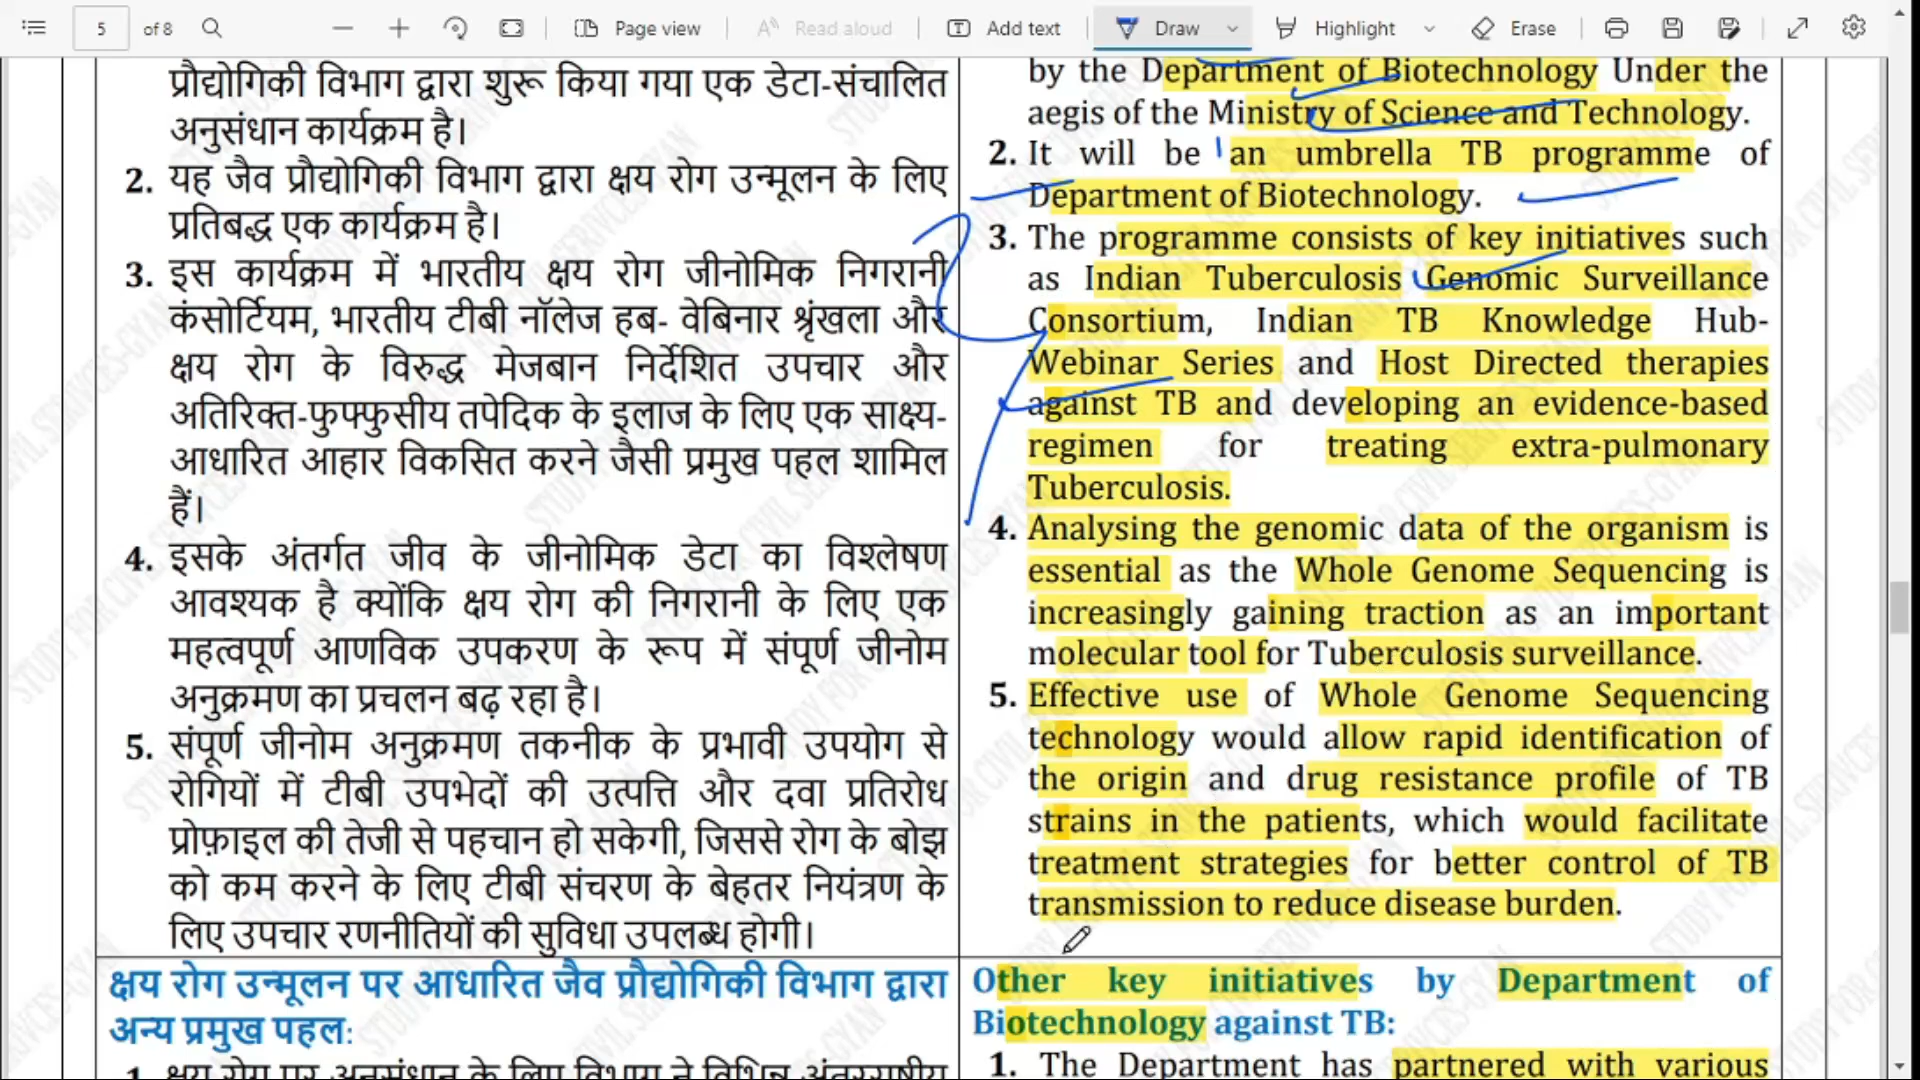 5 of 8 Page view Read aloud Add text Draw Highlight Erase
प्रौद्योगिकी विभाग द्वारा शुरू किया गया एक डेटा-संचालित
अनुसंधान कार्यक्रम है।
2. यह जैव प्रौद्योगिकी विभाग द्वारा क्षय रोग उन्मूलन के लिए
प्रतिबद्ध एक कार्यक्रम है।
3. इस कार्यक्रम में भारतीय क्षय रोग जीनोमिक निगरानी
कंसोर्टियम, भारतीय टीबी नॉलेज हब- वेबिनार श्रृंखला और
क्षय रोग के विरुद्ध मेजबान निर्देशित उपचार और
अतिरिक्त-फुफ्फुसीय तपेदिक के इलाज के लिए एक साक्ष्य-
आधारित आहार विकसित करने जैसी प्रमुख पहल शामिल
हैं।
4. इसके अंतर्गत जीव के जीनोमिक डेटा का विश्लेषण
आवश्यक है क्योंकि क्षय रोग की निगरानी के लिए एक
महत्वपूर्ण आणविक उपकरण के रूप में संपूर्ण जीनोम
अनुक्रमण का प्रचलन बढ़ रहा है।
5. संपूर्ण जीनोम अनुक्रमण तकनीक के प्रभावी उपयोग से
रोगियों में टीबी उपभेदों की उत्पत्ति और दवा प्रतिरोध
प्रोफ़ाइल की तेजी से पहचान हो सकेगी, जिससे रोग के बोझ
को कम करने के लिए टीबी संचरण के बेहतर नियंत्रण के
लिए उपचार रणनीतियों की सुविधा उपलब्ध होगी।
क्षय रोग उन्मूलन पर आधारित जैव प्रौद्योगिकी विभाग द्वारा
अन्य प्रमुख पहल:
1. क्षय रोग पर अनुसंधान के लिए विभाग ने विभिन्न अंतरराष्ट्रीय
by the Department of Biotechnology Under the
aegis of the Ministry of Science and Technology.
2. It will be an umbrella TB programme of
Department of Biotechnology.
3. The programme consists of key initiatives such
as Indian Tuberculosis Genomic Surveillance
Consortium, Indian TB Knowledge Hub-
Webinar Series and Host Directed therapies
against TB and developing an evidence-based
regimen for treating extra-pulmonary
Tuberculosis.
4. Analysing the genomic data of the organism is
essential as the Whole Genome Sequencing is
increasingly gaining traction as an important
molecular tool for Tuberculosis surveillance.
5. Effective use of Whole Genome Sequencing
technology would allow rapid identification of
the origin and drug resistance profile of TB
strains in the patients, which would facilitate
treatment strategies for better control of TB
transmission to reduce disease burden.
Other key initiatives by Department of
Biotechnology against TB:
1. The Department has partnered with various